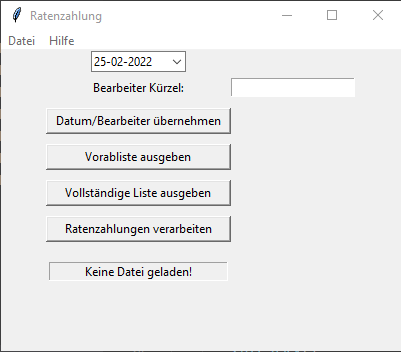 Ratenzahlung
Datei Hilfe
25-02-2022
Bearbeiter Kürzel:
Datum/Bearbeiter übernehmen
Vorabliste ausgeben
Vollständige Liste ausgeben
Ratenzahlungen verarbeiten
Keine Datei geladen!